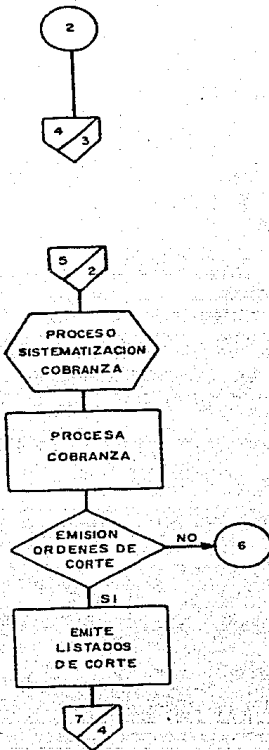 2
4
3
5
2
PROCESO
SISTEMATIZACION
COBRANZA
PROCESA
COBRANZA
EMISION
ORDENES DE
CORTE
NO
6
SI
EMITE
LISTADOS
DE CORTE
7
4